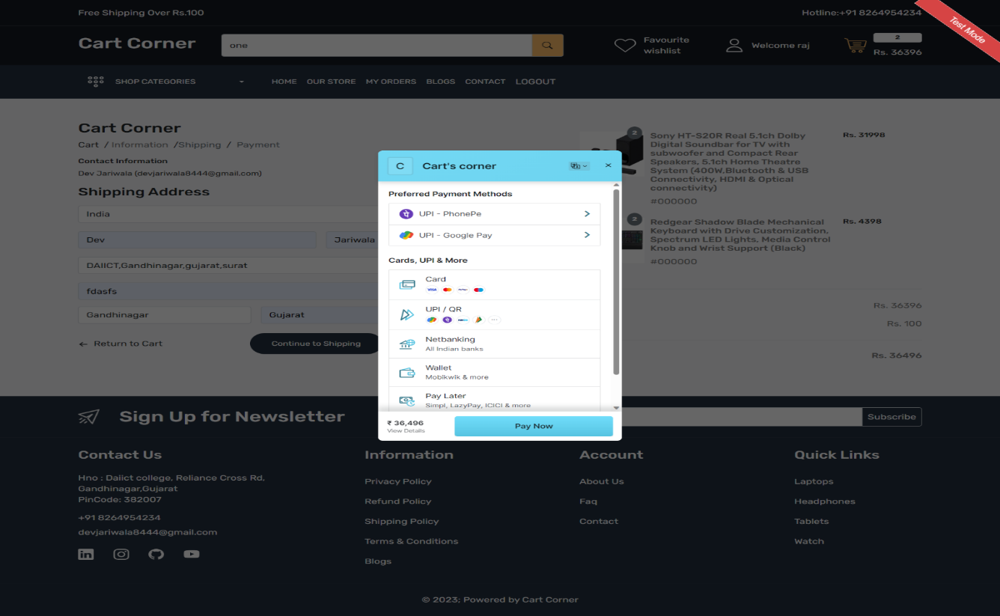 Free Shipping Over Rs.100
Hotline:+91 8264954234
Test Mode
Cart Corner
one
Favourite
wishlist
Welcome raj
2
Rs. 36396
SHOP CATEGORIES
HOME OUR STORE MY ORDERS BLOGS CONTACT LOGOUT
Cart Corner
Cart / Information /Shipping / Payment
Contact Information
Dev Jariwala (devjariwala8444@gmail.com)
Shipping Address
India
Dev
Jariwala
DAIICT,Gandhinagar,gujarat,surat
fdasfs
Gandhinagar
Gujarat
Return to Cart
Continue to Shipping
C
Cart's corner
Preferred Payment Methods
UPI - PhonePe
UPI - Google Pay
Cards, UPI & More
Card
VISA
UPI / QR
Netbanking
All Indian banks
Wallet
Mobikwik & more
Pay Later
Simpl, LazyPay, ICICI & more
₹ 36,496
View Details
Pay Now
2
Sony HT-S20R Real 5.1ch Dolby
Digital Soundbar for TV with
subwoofer and Compact Rear
Speakers, 5.1ch Home Theatre
System (400W,Bluetooth & USB
Connectivity, HDMI & Optical
connectivity)
#000000
Rs. 31998
2
Redgear Shadow Blade Mechanical
Keyboard with Drive Customization,
Spectrum LED Lights, Media Control
Knob and Wrist Support (Black)
#000000
Rs. 4398
Rs. 36396
Rs. 100
Rs. 36496
Sign Up for Newsletter
Subscribe
Contact Us
Hno : Daiict college, Reliance Cross Rd,
Gandhinagar,Gujarat
PinCode: 382007
+91 8264954234
devjariwala8444@gmail.com
Information
Privacy Policy
Refund Policy
Shipping Policy
Terms & Conditions
Blogs
Account
About Us
Faq
Contact
Quick Links
Laptops
Headphones
Tablets
Watch
© 2023; Powered by Cart Corner